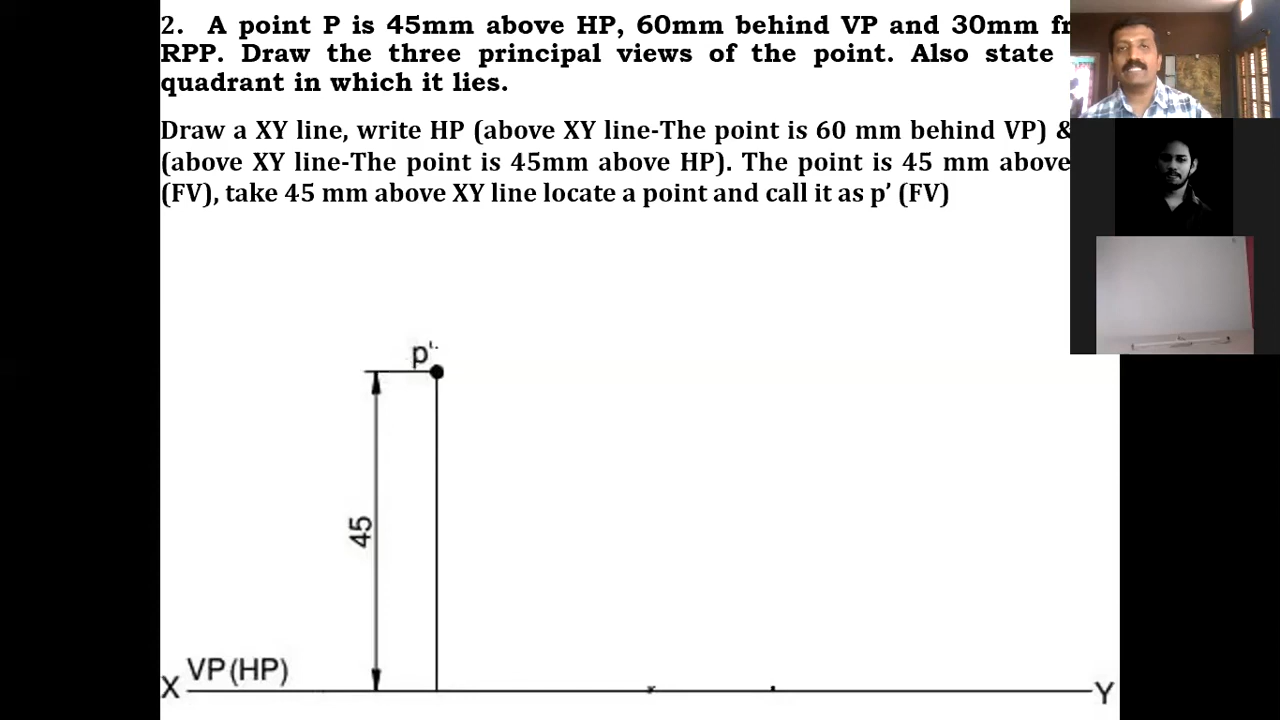 2. A point P is 45mm above HP, 60mm behind VP and 30mm
RPP. Draw the three principal views of the point. Also state
quadrant in which it lies.
Draw a XY line, write HP (above XY line-The point is 60 mm behind VP) &
(above XY line-The point is 45mm above HP). The point is 45 mm above
(FV), take 45 mm above XY line locate a point and call it as p’ (FV)
p'
45
VP (HP)
X
Y